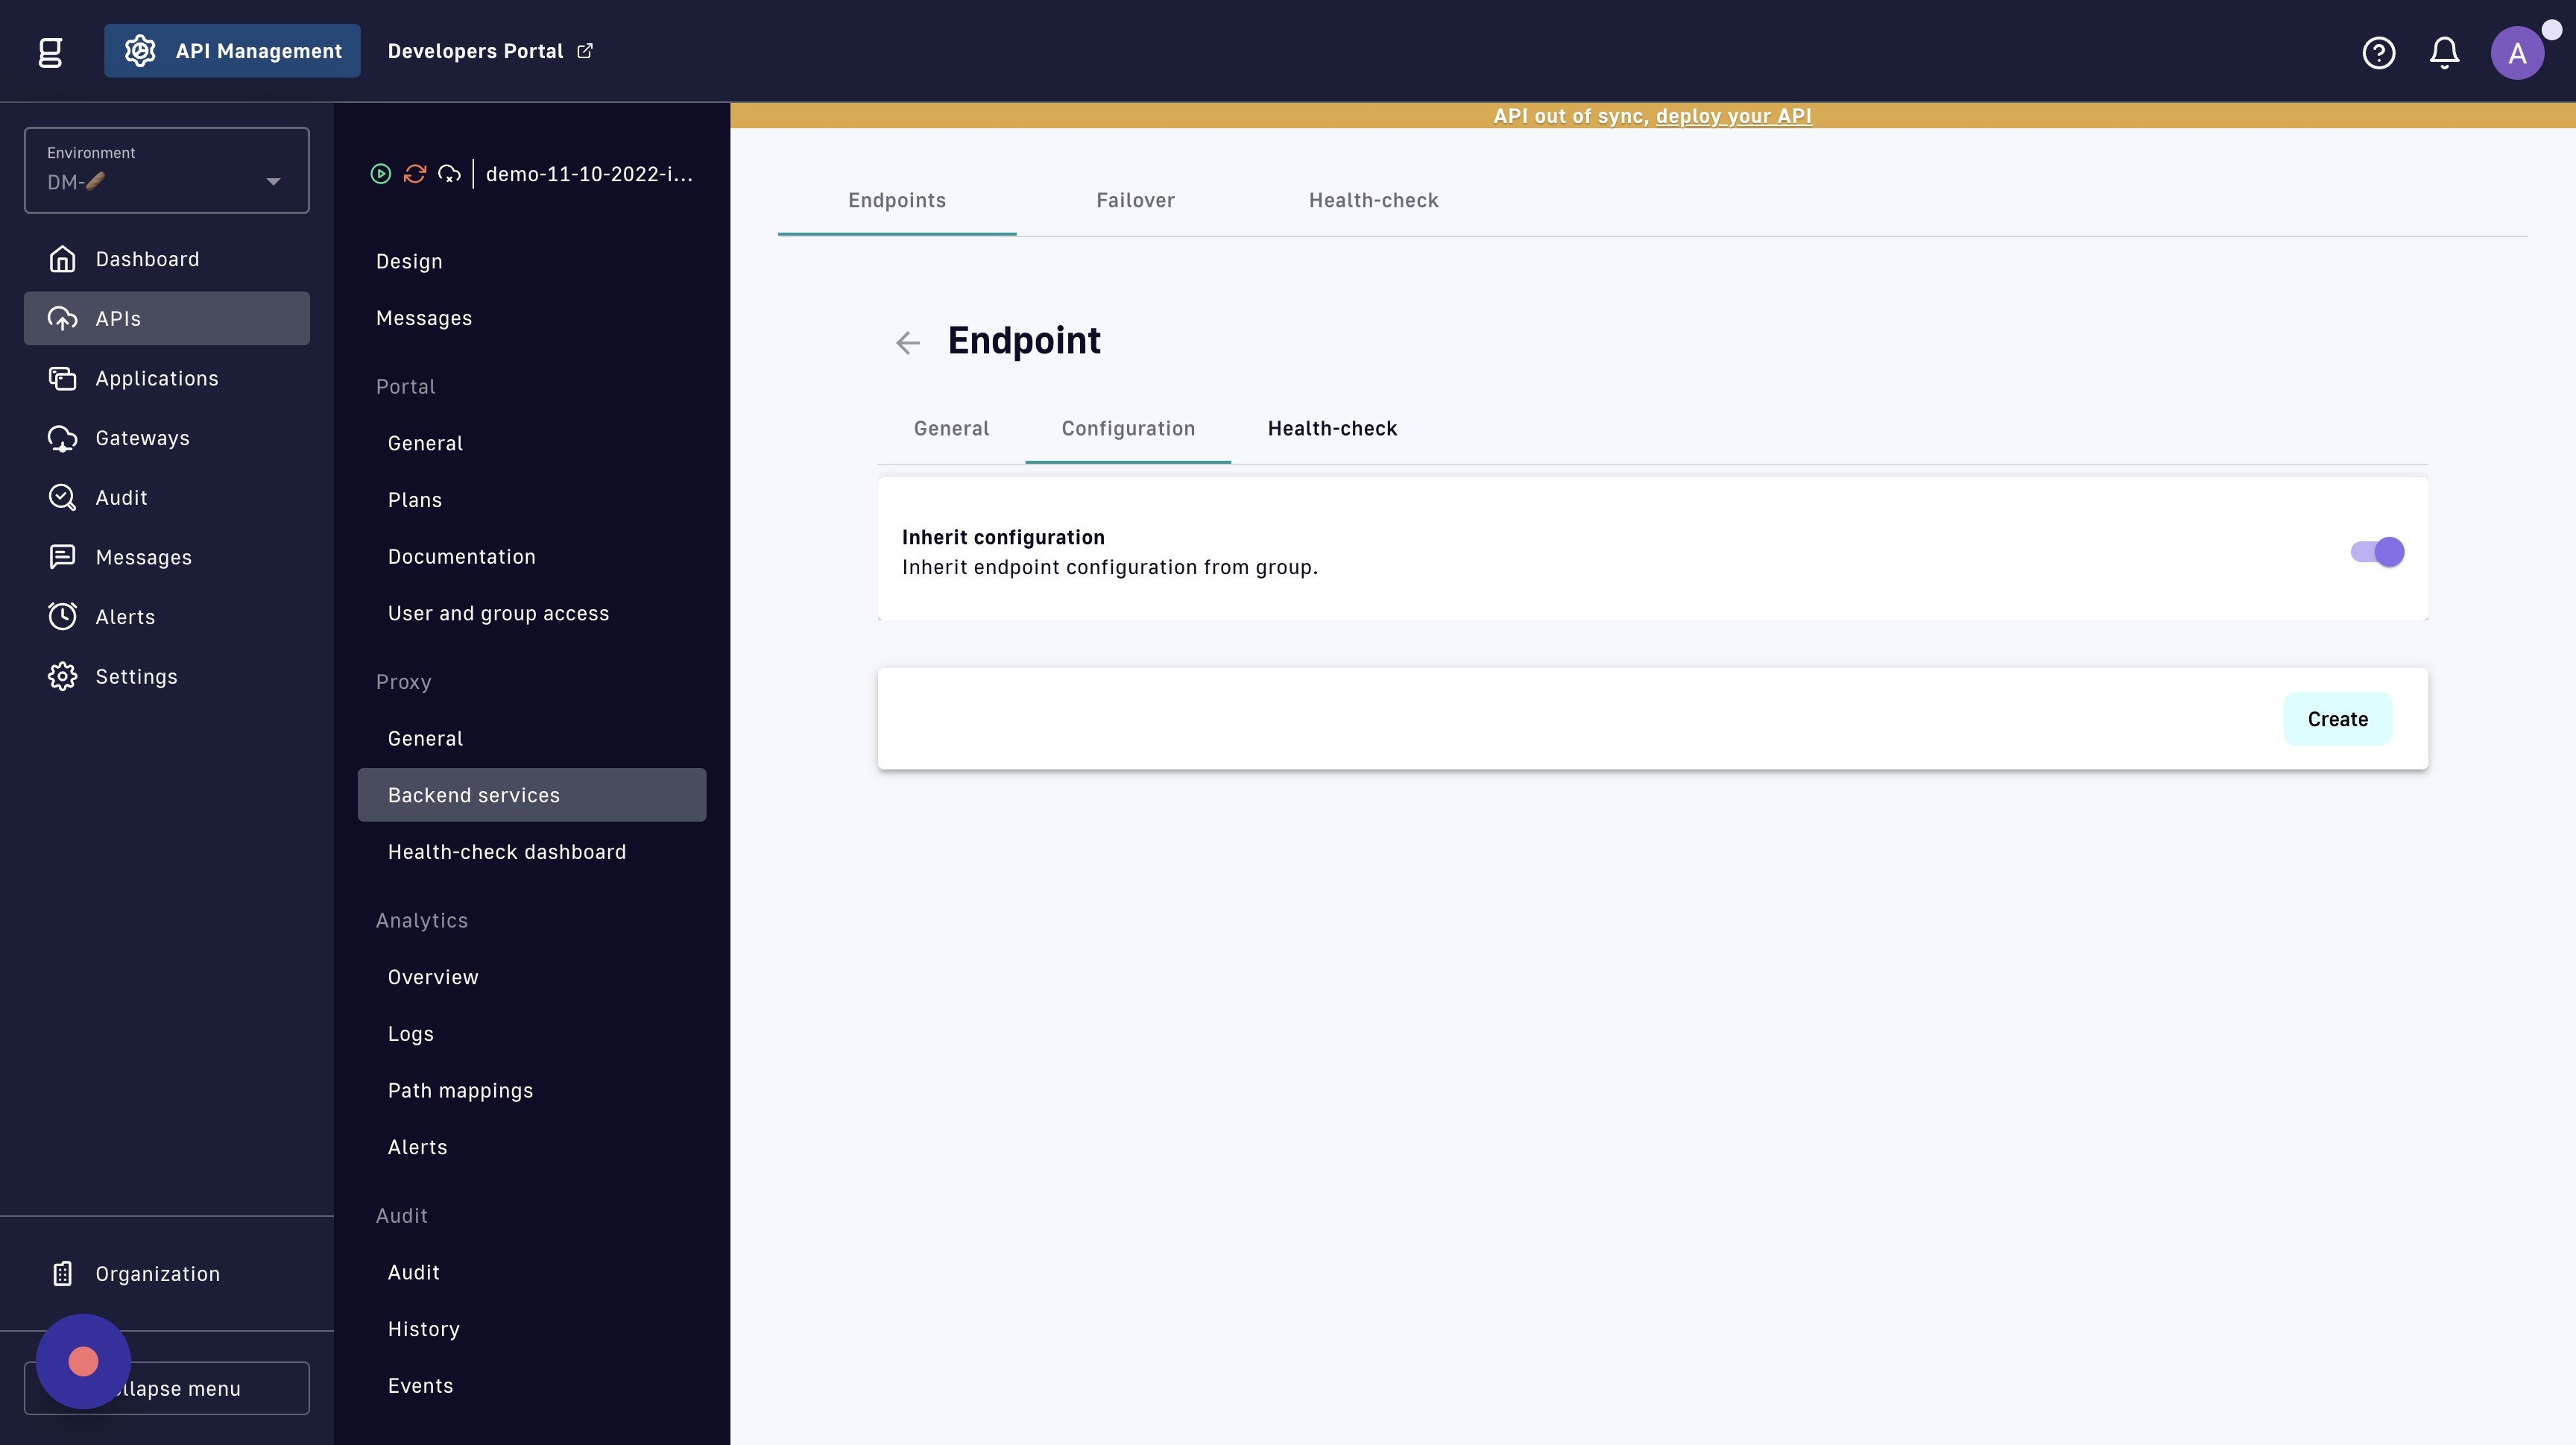 API Management
Developers Portal
A
API out of sync, deploy your API
Environment
DM-🥖
Dashboard
APIs
Applications
Gateways
Audit
Messages
Alerts
Settings
Organization
llapse menu
demo-11-10-2022-i...
Design
Messages
Portal
General
Plans
Documentation
User and group access
Proxy
General
Backend services
Health-check dashboard
Analytics
Overview
Logs
Path mappings
Alerts
Audit
Audit
History
Events
Endpoints
Failover
Health-check
Endpoint
General
Configuration
Health-check
Inherit configuration
Inherit endpoint configuration from group.
Create